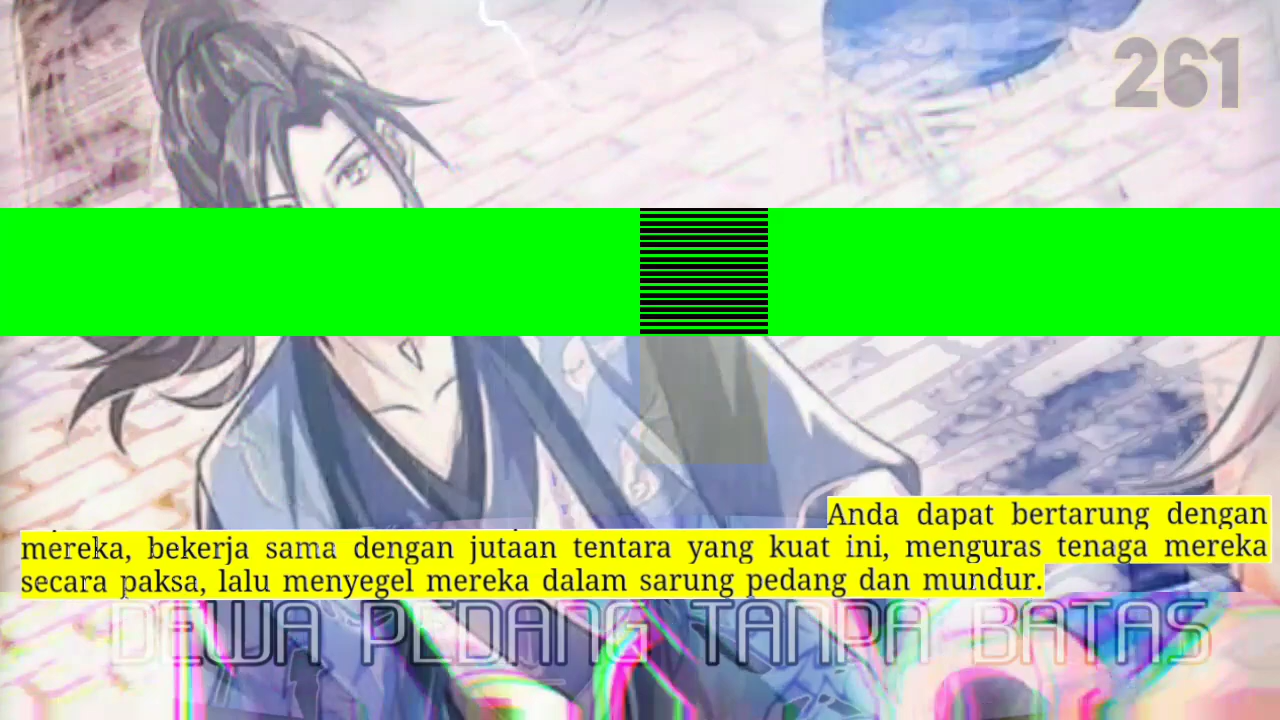 261
Anda dapat bertarung dengan
mereka, bekerja sama dengan jutaan tentara yang kuat ini, menguras tenaga mereka
secara paksa, lalu menyegel mereka dalam sarung pedang dan mundur.
DEWA PEDANG TANPA BATAS